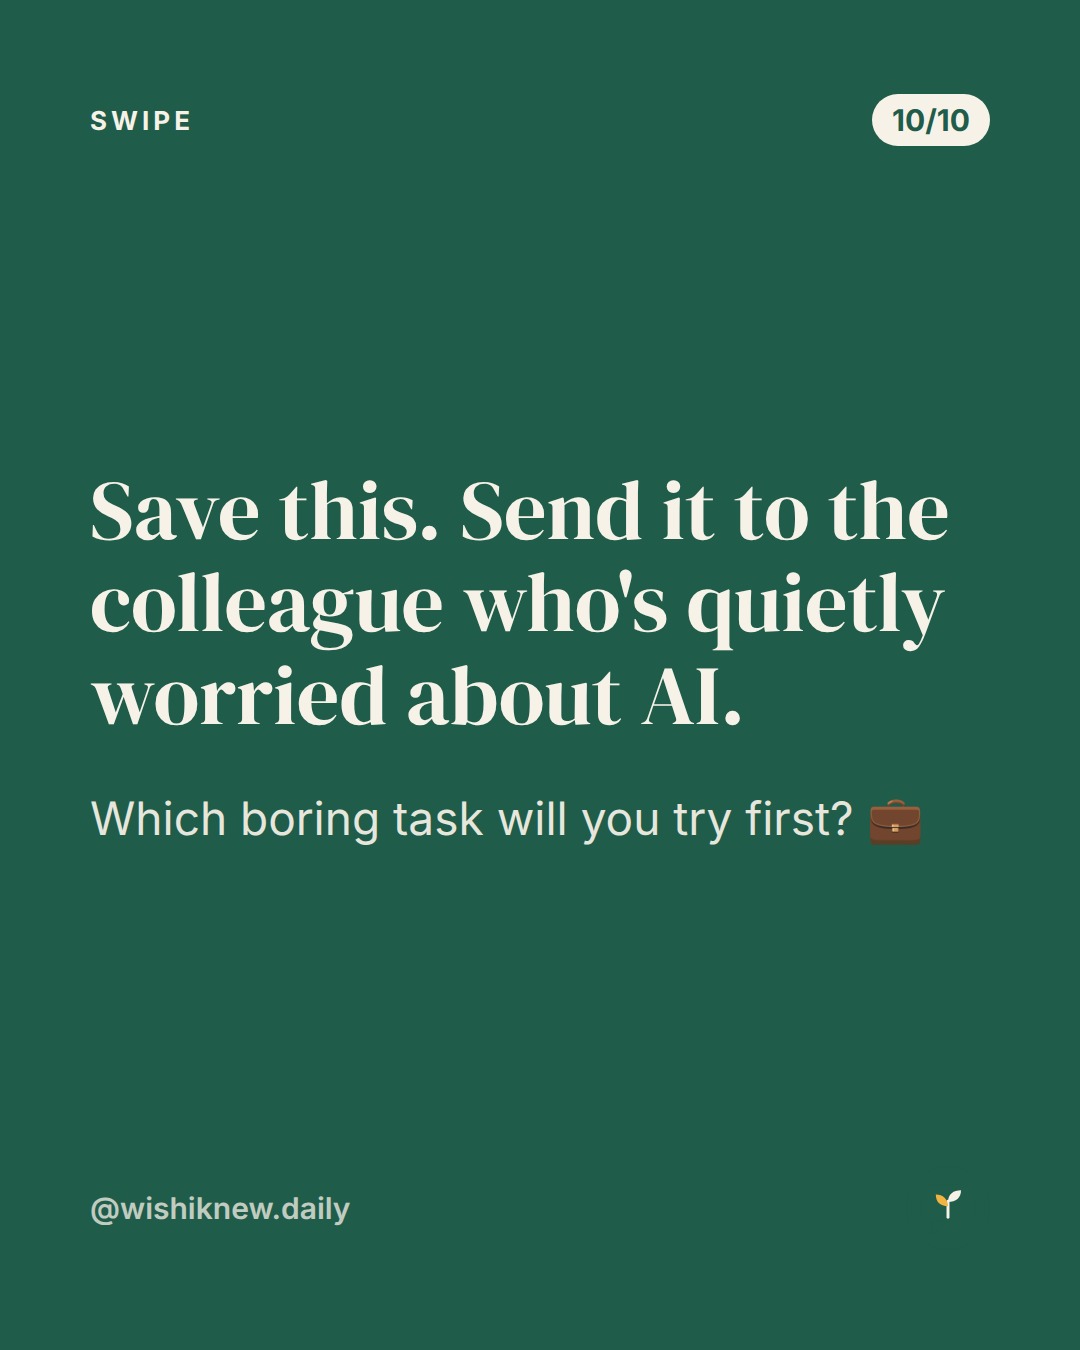 SWIPE
10/10
Save this. Send it to the
colleague who's quietly
worried about AI.
Which boring task will you try first? 💼
@wishiknew.daily